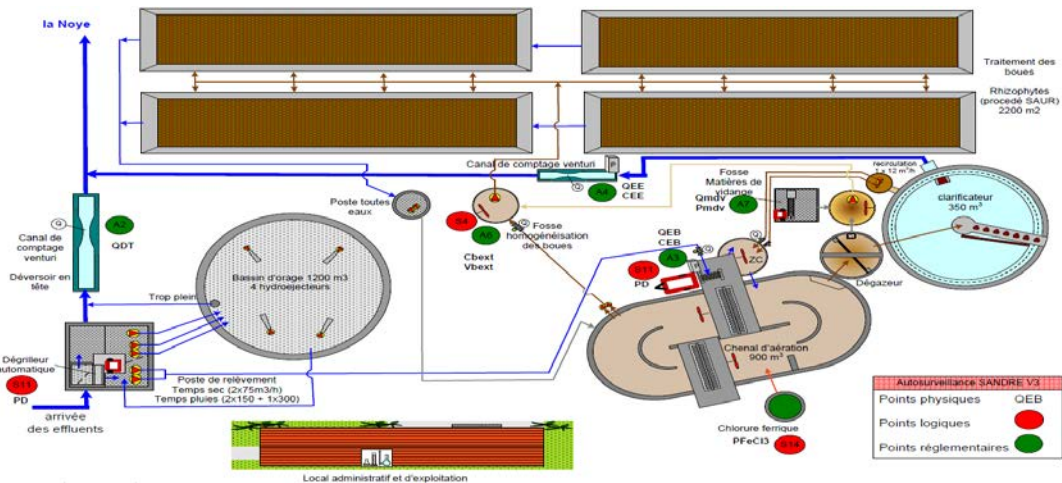 la Noye
Traitement des
boues
Rhizophytes
(procedé SAUR)
2200 m2
Canal de comptage venturi
P
Q
A4
QEE
CEE
recirculation
1 x 12 m³/h
Fosse
Matières de
vidange
Qmdv
Pmdv
A7
clarificateur
350 m³
Poste toutes
eaux
S4
A6
Fosse
homogénéisation
des boues
Cbext
Vbext
Q
A2
QDT
Canal de
comptage
venturi
Déversoir en
tête
QEB
CEB
A3
S11
PD
ZC
Dégazeur
Bassin d'orage 1200 m3
4 hydroejecteurs
Trop plein
Chenal d'aération
900 m³
Dégrilleur
automatique
S11
PD
Poste de relèvement
Temps sec (2x75m3/h)
Temps pluies (2x150 + 1x300)
arrivée
des effluents
Chlorure ferrique
PFeCl3
S14
Autosurveillance SANDRE V3
Points physiques QEB
Points logiques
Points réglementaires
Local administratif et d'exploitation